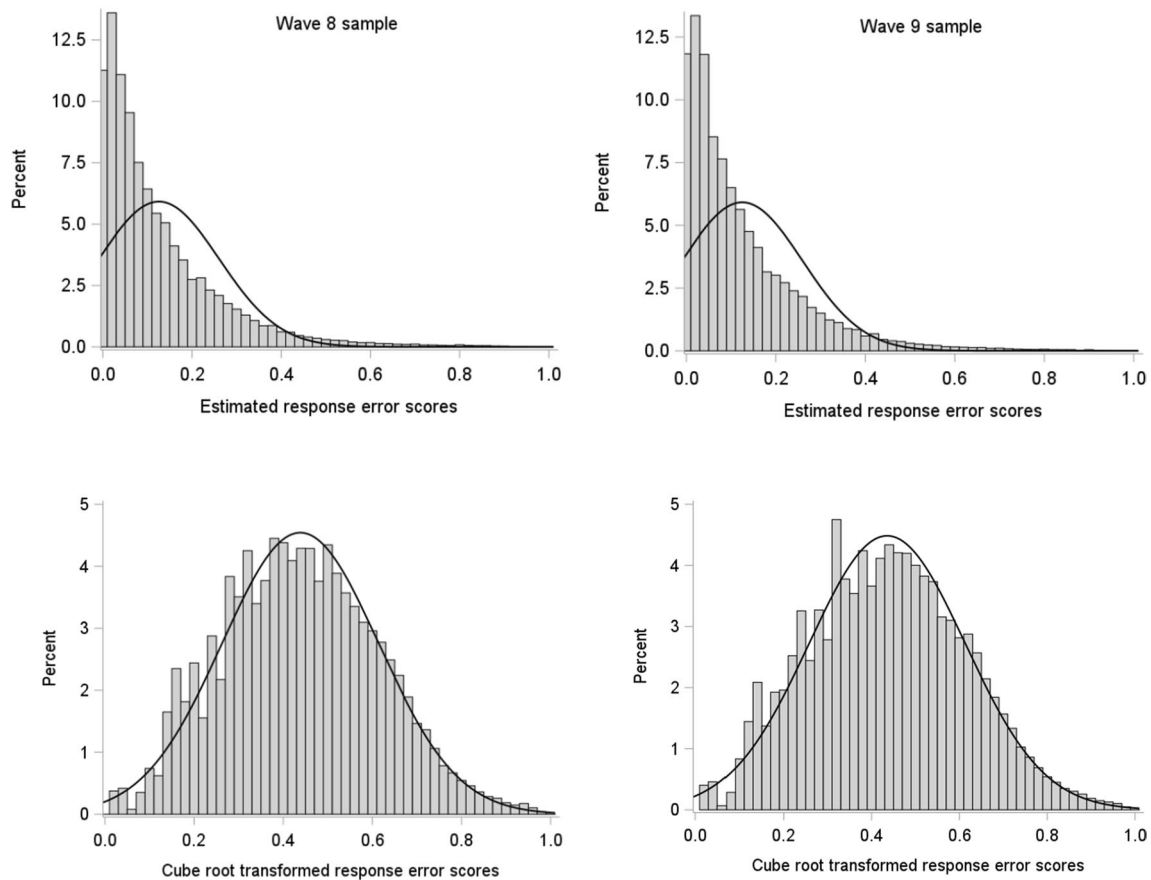 Wave 8 sample
12.5
10.0
7.5
5.0
2.5
0.0
Percent
0.0 0.2 0.4 0.6 0.8 1.0
Estimated response error scores
Wave 9 sample
12.5
10.0
7.5
5.0
2.5
0.0
Percent
0.0 0.2 0.4 0.6 0.8 1.0
Estimated response error scores
5
4
3
2
1
0
Percent
0.0 0.2 0.4 0.6 0.8 1.0
Cube root transformed response error scores
5
4
3
2
1
0
Percent
0.0 0.2 0.4 0.6 0.8 1.0
Cube root transformed response error scores